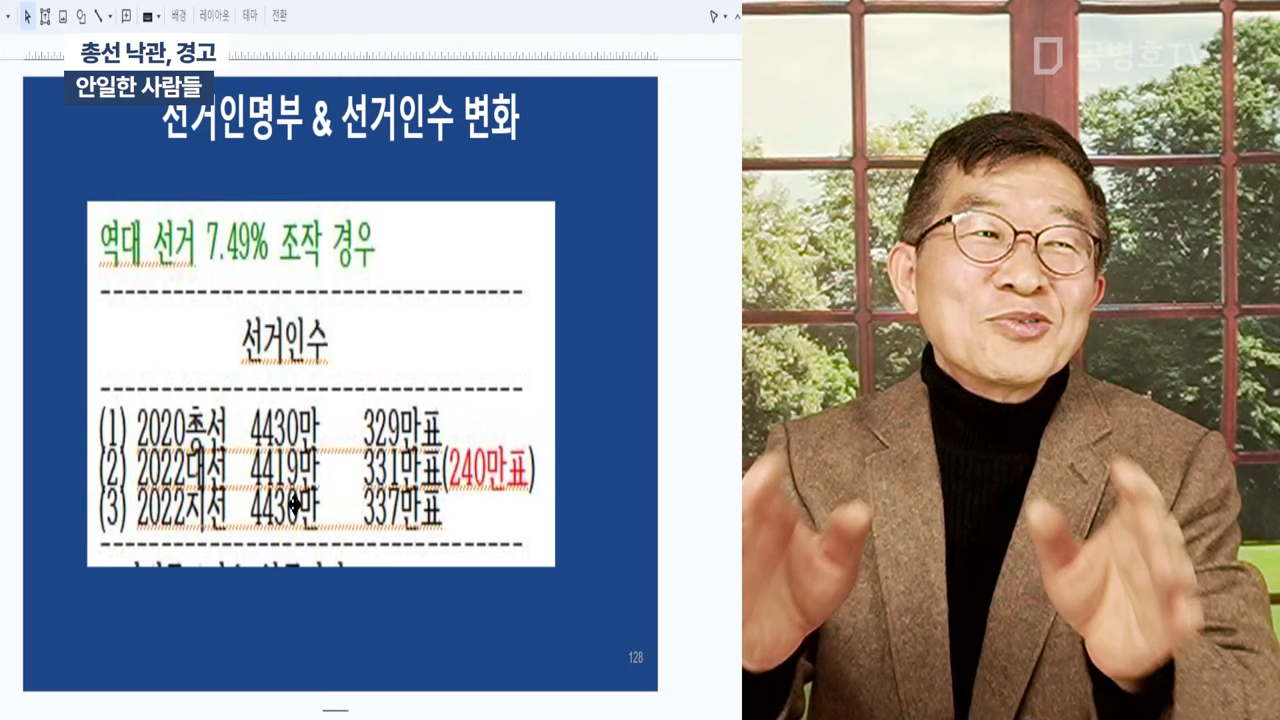 배경 레이아웃 테마 전환
총선 낙관, 경고
안일한 사람들
선거인명부 & 선거인수 변화
역대 선거 7.49% 조작 경우
선거인수
(1) 2020총선 4430만 329만표
(2) 2022대선 4419만 331만표(240만표)
(3) 2022지선 4430만 337만표
128
공병호TV